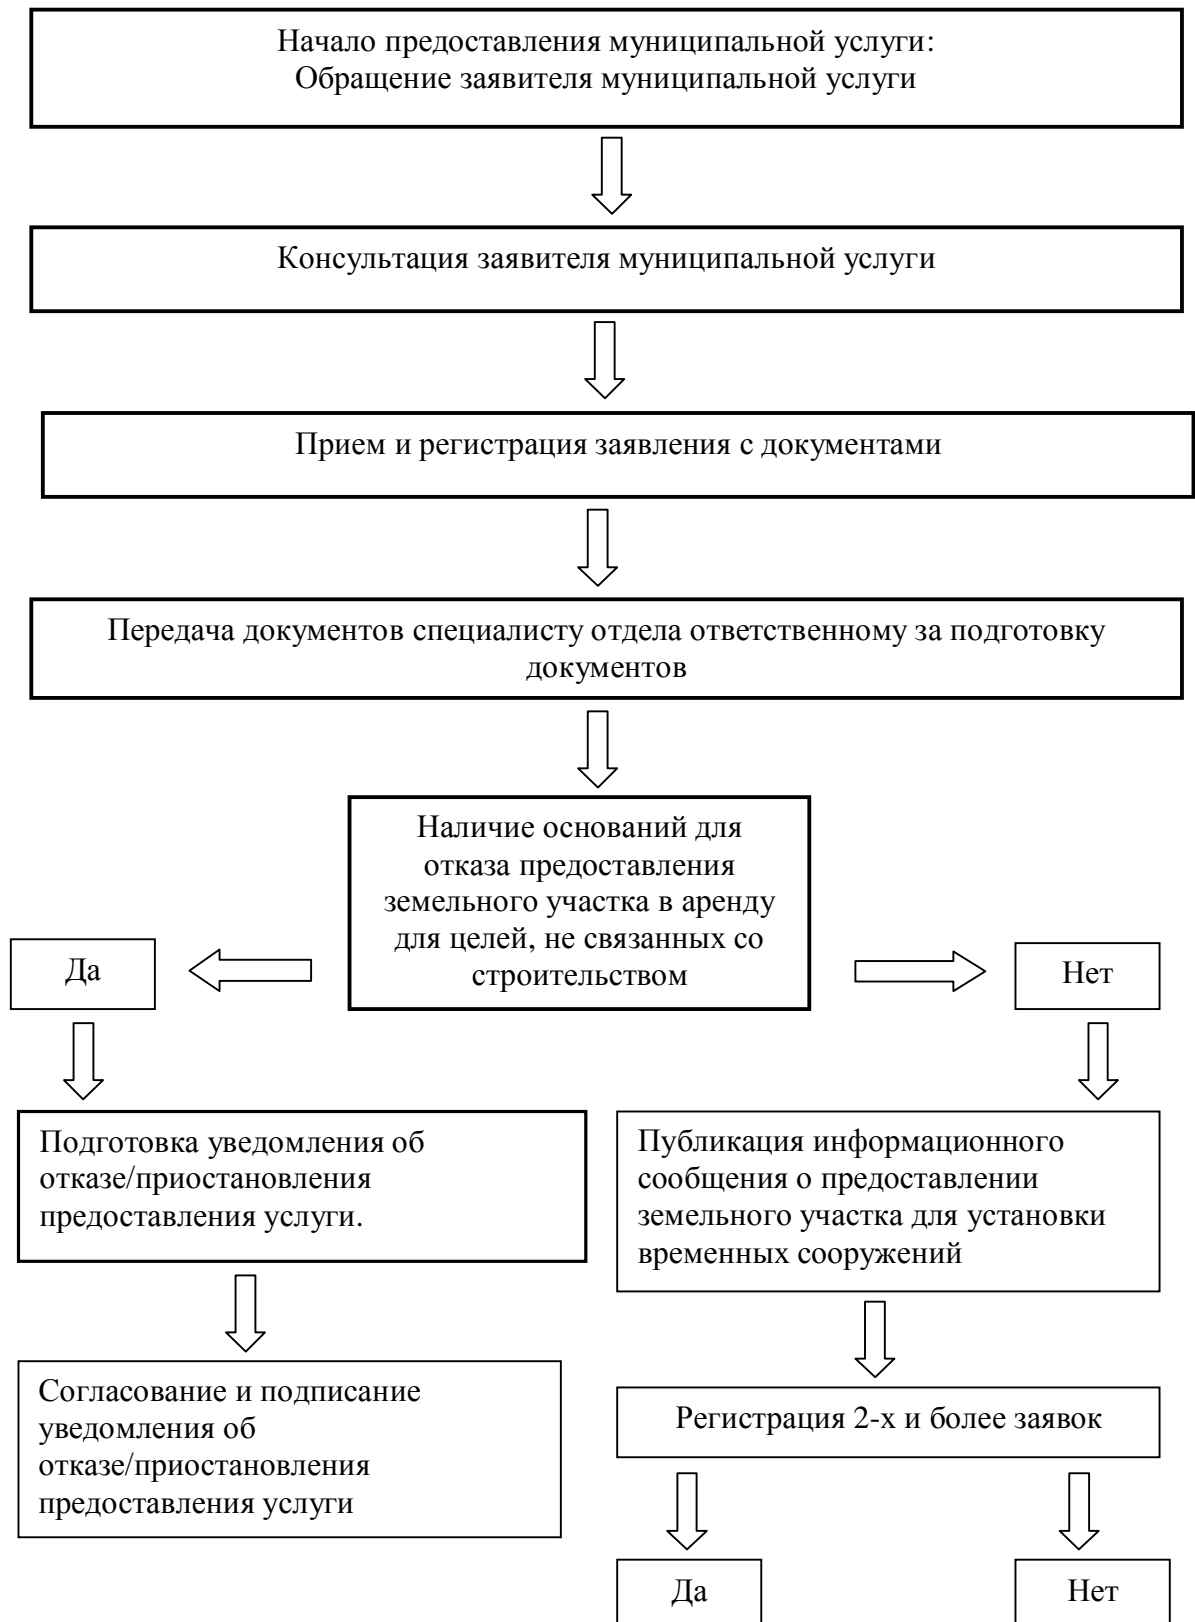 Начало предоставления муниципальной услуги:
Обращение заявителя муниципальной услуги
Консультация заявителя муниципальной услуги
Прием и регистрация заявления с документами
Передача документов специалисту отдела ответственному за подготовку
документов
Наличие оснований для
отказа предоставления
земельного участка в аренду
для целей, не связанных со
строительством
Да
Нет
Подготовка уведомления об
отказе/приостановления
предоставления услуги.
Публикация информационного
сообщения о предоставлении
земельного участка для установки
временных сооружений
Согласование и подписание
уведомления об
отказе/приостановления
предоставления услуги
Регистрация 2-х и более заявок
Да
Нет